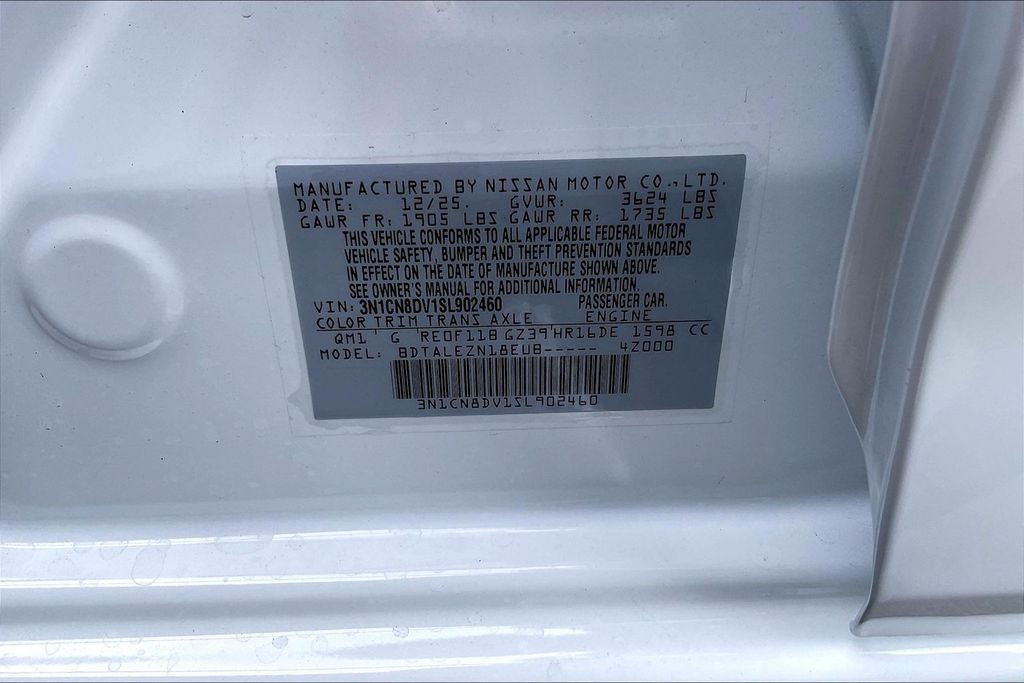 MANUFACTURED BY NISSAN MOTOR CO., LTD.
DATE: 12/25. GVWR: 3624 LBS
GAWR FR: 1905 LBS GAWR RR: 1735 LBS
THIS VEHICLE CONFORMS TO ALL APPLICABLE FEDERAL MOTOR
VEHICLE SAFETY, BUMPER AND THEFT PREVENTION STANDARDS
IN EFFECT ON THE DATE OF MANUFACTURE SHOWN ABOVE.
SEE OWNER'S MANUAL FOR ADDITIONAL INFORMATION.
VIN: 3N1CN8DV1SL902460 PASSENGER CAR.
COLOR TRIM TRANS AXLE ENGINE
QM1 G RE0F11B GZ39 HR16DE 1598 CC
MODEL: BDTALEZN18EUB----- 4Z000
3N1CN8DV1SL902460